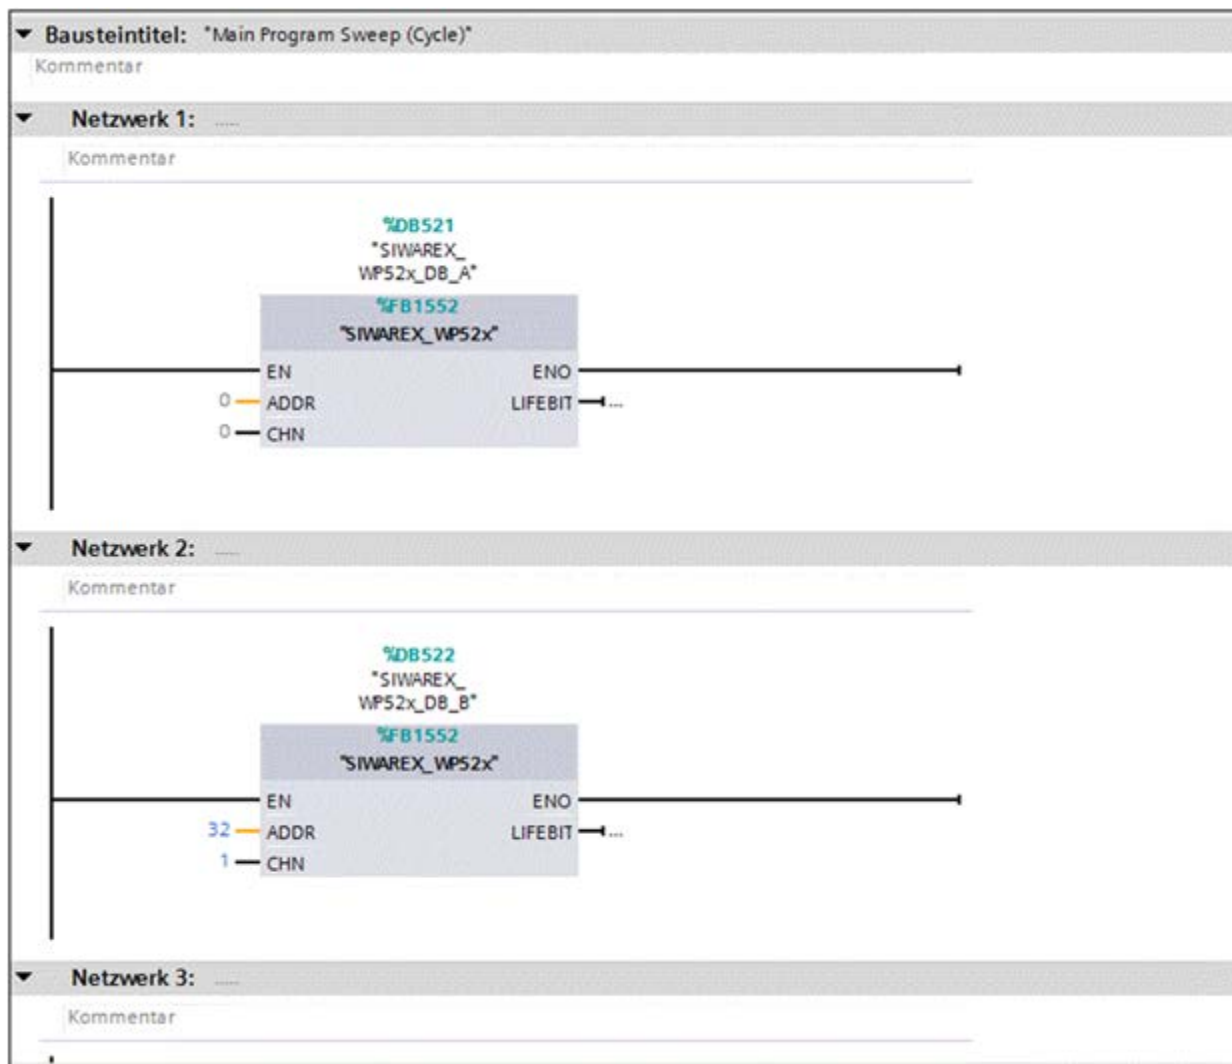 Bausteintitel: "Main Program Sweep (Cycle)"
Kommentar
Netzwerk 1: .....
Kommentar
%DB521
"SIWAREX_
WP52x_DB_A"
%FB1552
"SIWAREX_WP52x"
EN ENO
0 ADDR LIFEBIT ...
0 CHN
Netzwerk 2: .....
Kommentar
%DB522
"SIWAREX_
WP52x_DB_B"
%FB1552
"SIWAREX_WP52x"
EN ENO
32 ADDR LIFEBIT ...
1 CHN
Netzwerk 3: .....
Kommentar